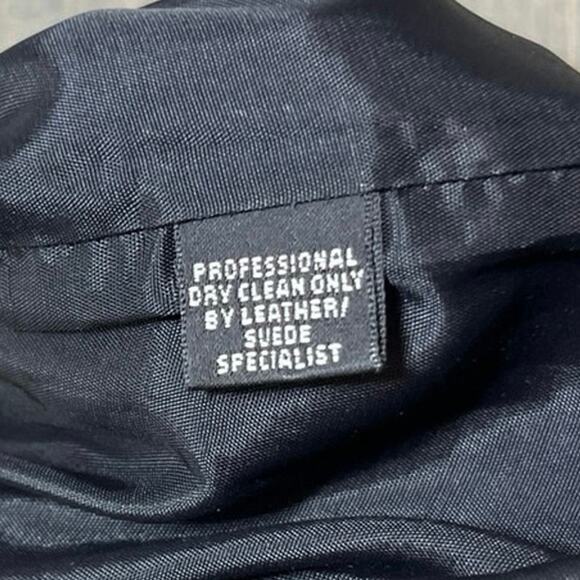 PROFESSIONAL
DRY CLEAN ONLY
BY LEATHER/
SUEDE
SPECIALIST